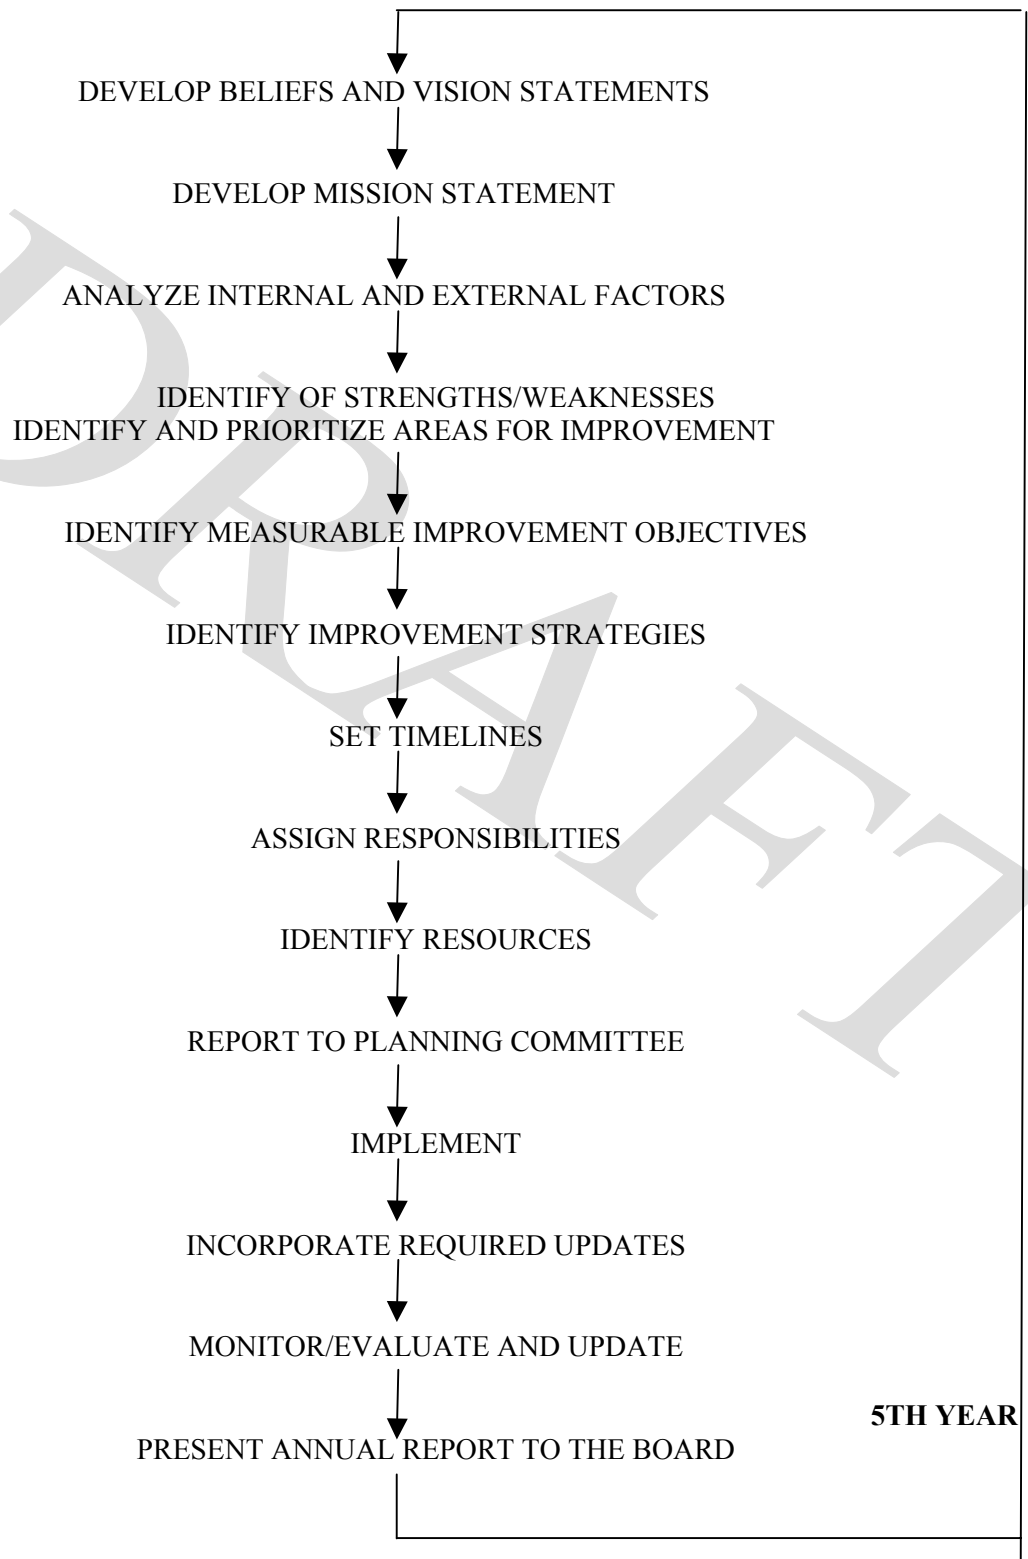 DEVELOP BELIEFS AND VISION STATEMENTS
DEVELOP MISSION STATEMENT
ANALYZE INTERNAL AND EXTERNAL FACTORS
IDENTIFY OF STRENGTHS/WEAKNESSES
IDENTIFY AND PRIORITIZE AREAS FOR IMPROVEMENT
IDENTIFY MEASURABLE IMPROVEMENT OBJECTIVES
IDENTIFY IMPROVEMENT STRATEGIES
SET TIMELINES
ASSIGN RESPONSIBILITIES
IDENTIFY RESOURCES
REPORT TO PLANNING COMMITTEE
IMPLEMENT
INCORPORATE REQUIRED UPDATES
MONITOR/EVALUATE AND UPDATE
5TH YEAR
PRESENT ANNUAL REPORT TO THE BOARD
DRAFT